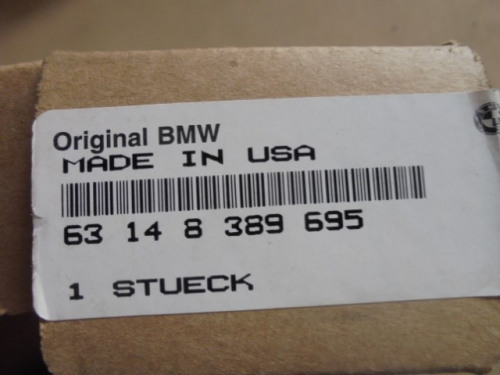 Original BMW
MADE IN USA
63 14 8 389 695
1 STUECK